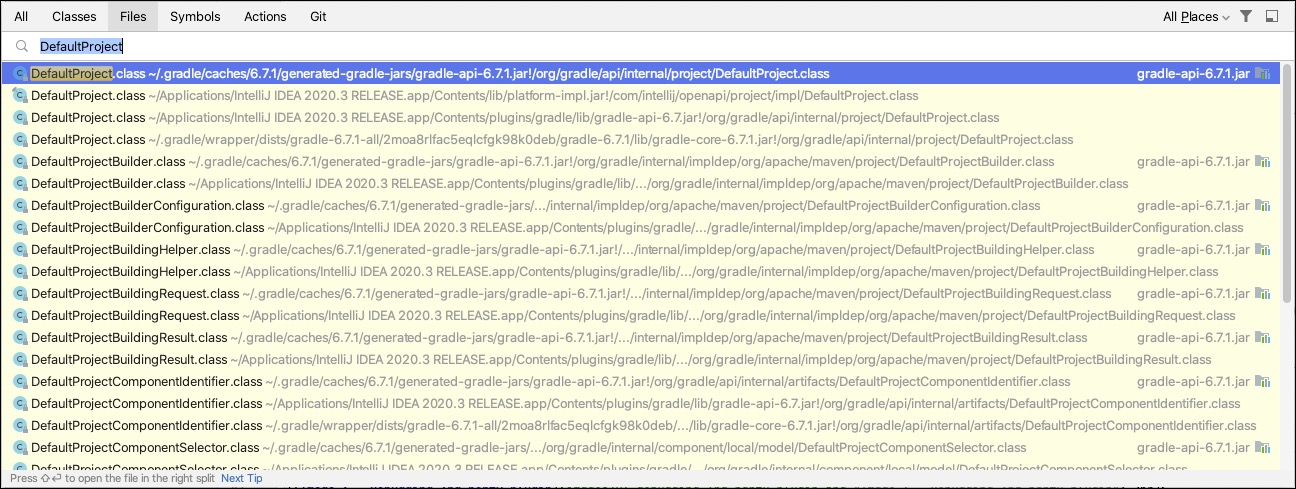 All Classes Files Symbols Actions Git All Places
DefaultProject
DefaultProject.class ~/.gradle/caches/6.7.1/generated-gradle-jars/gradle-api-6.7.1.jar!/org/gradle/api/internal/project/DefaultProject.class gradle-api-6.7.1.jar
DefaultProject.class ~/Applications/IntelliJ IDEA 2020.3 RELEASE.app/Contents/lib/platform-impl.jar!/com/intellij/openapi/project/impl/DefaultProject.class
DefaultProject.class ~/Applications/IntelliJ IDEA 2020.3 RELEASE.app/Contents/plugins/gradle/lib/gradle-api-6.7.jar!/org/gradle/api/internal/project/DefaultProject.class
DefaultProject.class ~/.gradle/wrapper/dists/gradle-6.7.1-all/2moa8rlfac5eqlcfgk98k0deb/gradle-6.7.1/lib/gradle-core-6.7.1.jar!/org/gradle/api/internal/project/DefaultProject.class
DefaultProjectBuilder.class ~/.gradle/caches/6.7.1/generated-gradle-jars/gradle-api-6.7.1.jar!/org/gradle/internal/impldep/org/apache/maven/project/DefaultProjectBuilder.class gradle-api-6.7.1.jar
DefaultProjectBuilder.class ~/Applications/IntelliJ IDEA 2020.3 RELEASE.app/Contents/plugins/gradle/lib/.../org/gradle/internal/impldep/org/apache/maven/project/DefaultProjectBuilder.class
DefaultProjectBuilderConfiguration.class ~/.gradle/caches/6.7.1/generated-gradle-jars/.../internal/impldep/org/apache/maven/project/DefaultProjectBuilderConfiguration.class gradle-api-6.7.1.jar
DefaultProjectBuilderConfiguration.class ~/Applications/IntelliJ IDEA 2020.3 RELEASE.app/Contents/plugins/gradle/.../gradle/internal/impldep/org/apache/maven/project/DefaultProjectBuilderConfiguration.class
DefaultProjectBuildingHelper.class ~/.gradle/caches/6.7.1/generated-gradle-jars/gradle-api-6.7.1.jar!/.../internal/impldep/org/apache/maven/project/DefaultProjectBuildingHelper.class gradle-api-6.7.1.jar
DefaultProjectBuildingHelper.class ~/Applications/IntelliJ IDEA 2020.3 RELEASE.app/Contents/plugins/gradle/lib/.../org/gradle/internal/impldep/org/apache/maven/project/DefaultProjectBuildingHelper.class
DefaultProjectBuildingRequest.class ~/.gradle/caches/6.7.1/generated-gradle-jars/gradle-api-6.7.1.jar!/.../internal/impldep/org/apache/maven/project/DefaultProjectBuildingRequest.class gradle-api-6.7.1.jar
DefaultProjectBuildingRequest.class ~/Applications/IntelliJ IDEA 2020.3 RELEASE.app/Contents/plugins/gradle/lib/.../org/gradle/internal/impldep/org/apache/maven/project/DefaultProjectBuildingRequest.class
DefaultProjectBuildingResult.class ~/.gradle/caches/6.7.1/generated-gradle-jars/gradle-api-6.7.1.jar!/.../internal/impldep/org/apache/maven/project/DefaultProjectBuildingResult.class gradle-api-6.7.1.jar
DefaultProjectBuildingResult.class ~/Applications/IntelliJ IDEA 2020.3 RELEASE.app/Contents/plugins/gradle/lib/.../org/gradle/internal/impldep/org/apache/maven/project/DefaultProjectBuildingResult.class
DefaultProjectComponentIdentifier.class ~/.gradle/caches/6.7.1/generated-gradle-jars/gradle-api-6.7.1.jar!/org/gradle/api/internal/artifacts/DefaultProjectComponentIdentifier.class gradle-api-6.7.1.jar
DefaultProjectComponentIdentifier.class ~/Applications/IntelliJ IDEA 2020.3 RELEASE.app/Contents/plugins/gradle/lib/gradle-api-6.7.jar!/org/gradle/api/internal/artifacts/DefaultProjectComponentIdentifier.class
DefaultProjectComponentIdentifier.class ~/.gradle/wrapper/dists/gradle-6.7.1-all/2moa8rlfac5eqlcfgk98k0deb/.../lib/gradle-core-6.7.1.jar!/org/gradle/api/internal/artifacts/DefaultProjectComponentIdentifier.class
DefaultProjectComponentSelector.class ~/.gradle/caches/6.7.1/generated-gradle-jars/.../internal/component/local/model/DefaultProjectComponentSelector.class gradle-api-6.7.1.jar
DefaultProjectComponentSelector.class ~/Applications/IntelliJ IDEA 2020.3 RELEASE.app/Contents/plugins/gradle/.../org/gradle/internal/component/local/model/DefaultProjectComponentSelector.class
Press ⇧⏎ to open the file in the right split Next Tip